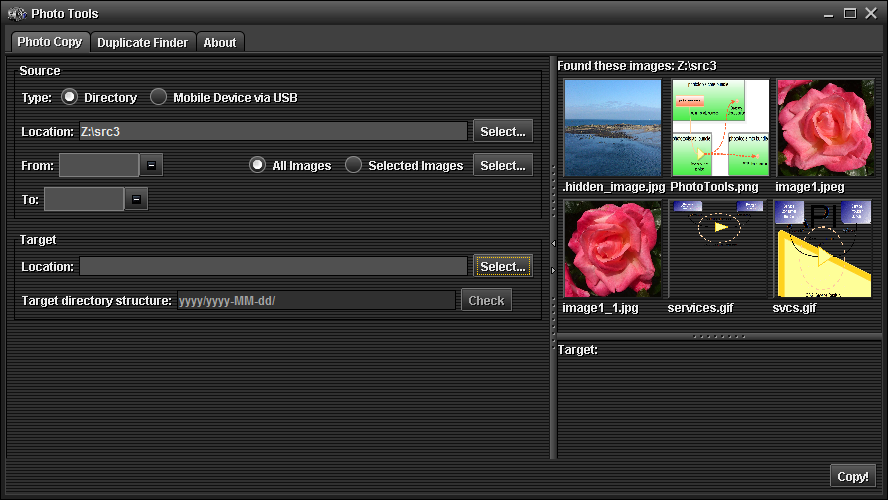 Photo Tools
Photo Copy Duplicate Finder About
Source
Type: Directory Mobile Device via USB
Location: Z:\src3 Select...
From: All Images Selected Images Select...
To:
Target
Location: Select...
Target directory structure: yyyy/yyyy-MM-dd/ Check
Found these images: Z:\src3
.hidden_image.jpg PhotoTools.png image1.jpeg
image1_1.jpg services.gif svcs.gif
Target:
Copy!